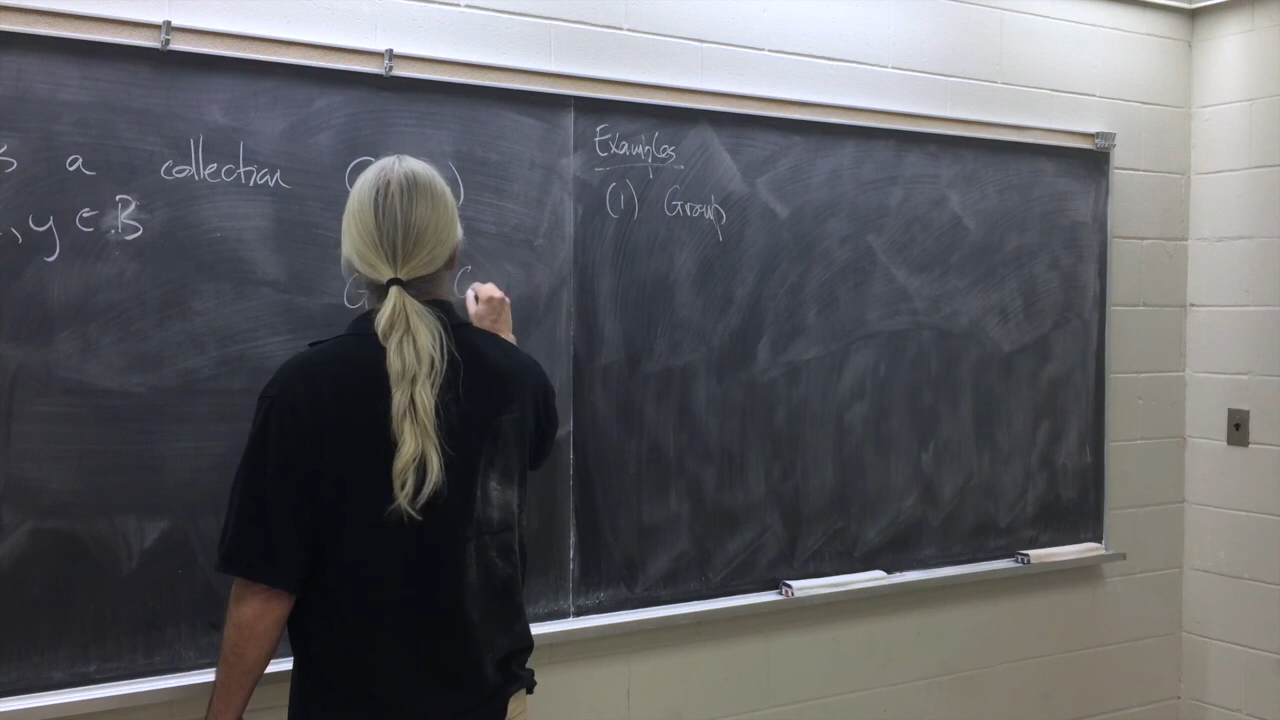 a collection ( )
, y ∈ B
G C
Examples
(1) Group